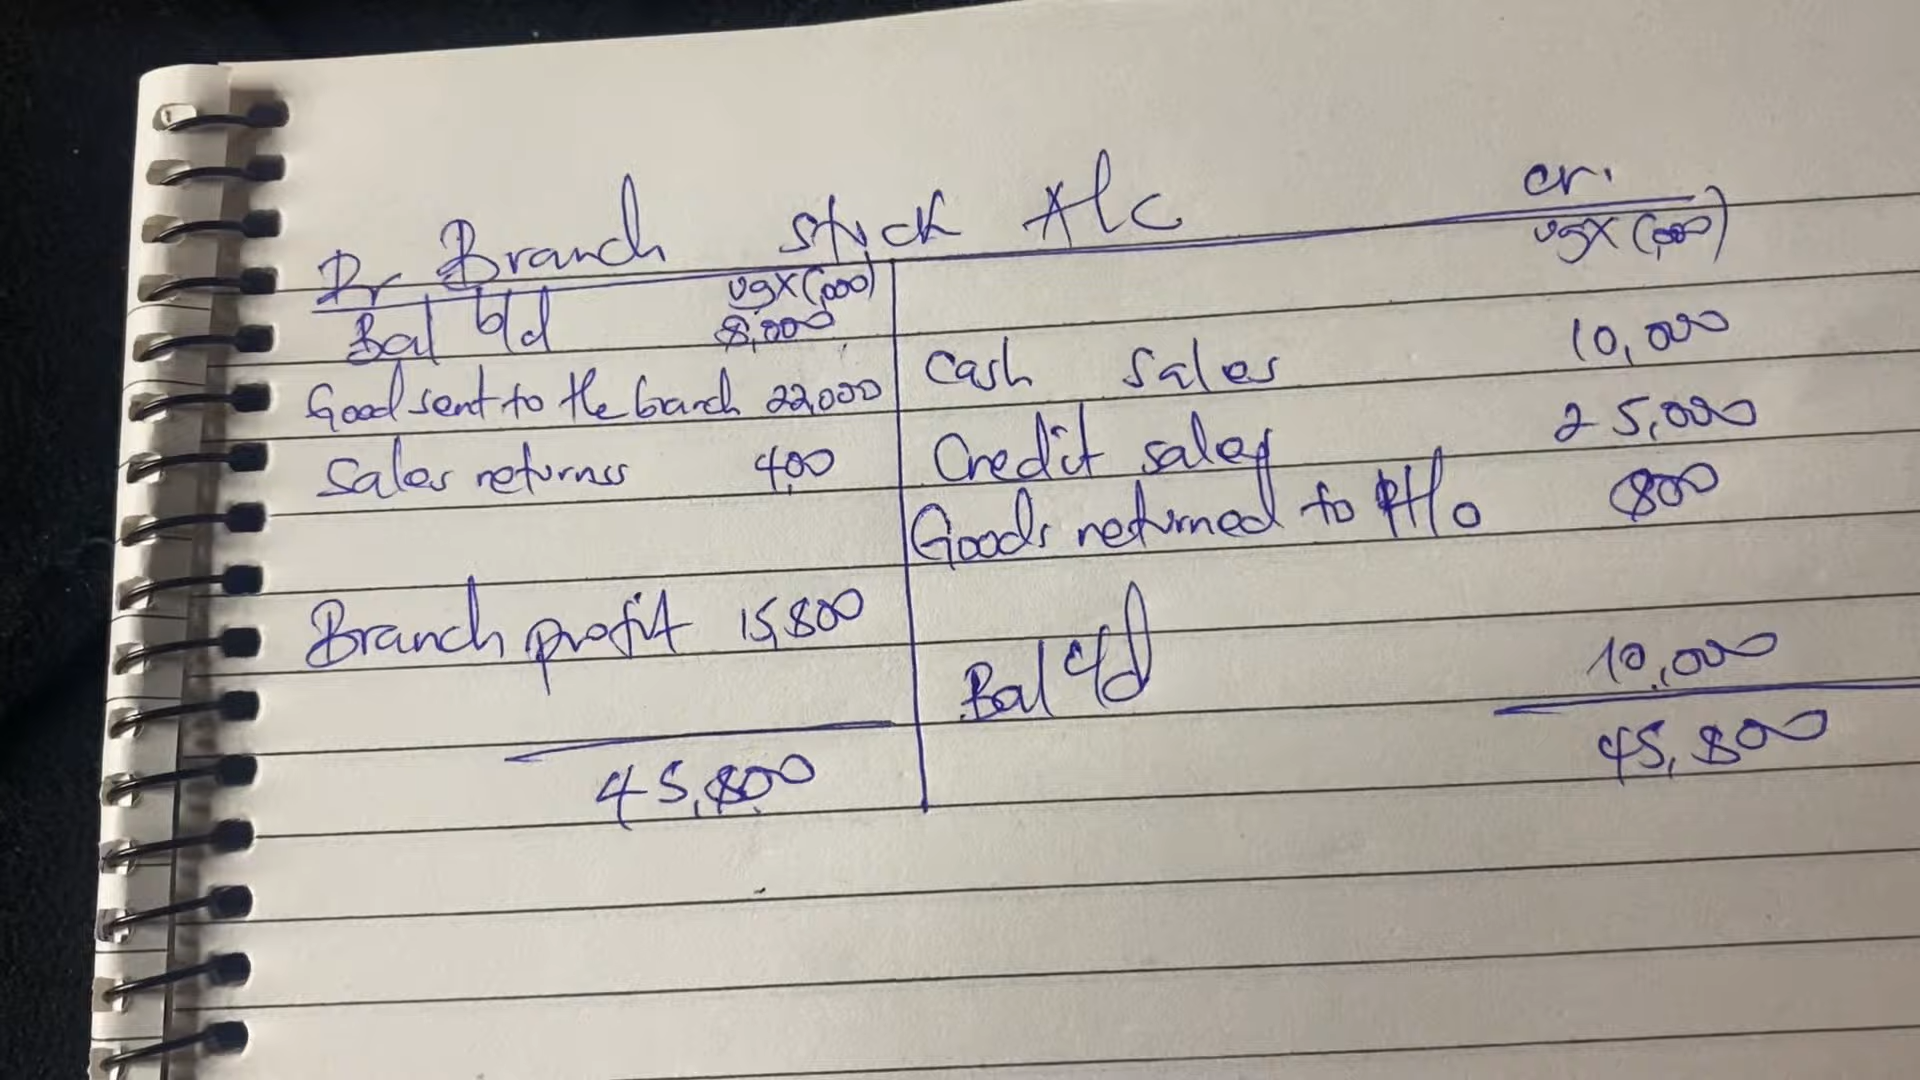 Dr Branch stock A/c cr.
ugx(,000) ugx (,000)
Bal b/d 8,000
Good sent to the branch 22,000 Cash Sales 10,000
Sales returns 400 Credit sales 25,000
Goods returned to H/o 800
Branch profit 15,800
Bal c/d 10,000
45,800 45,800